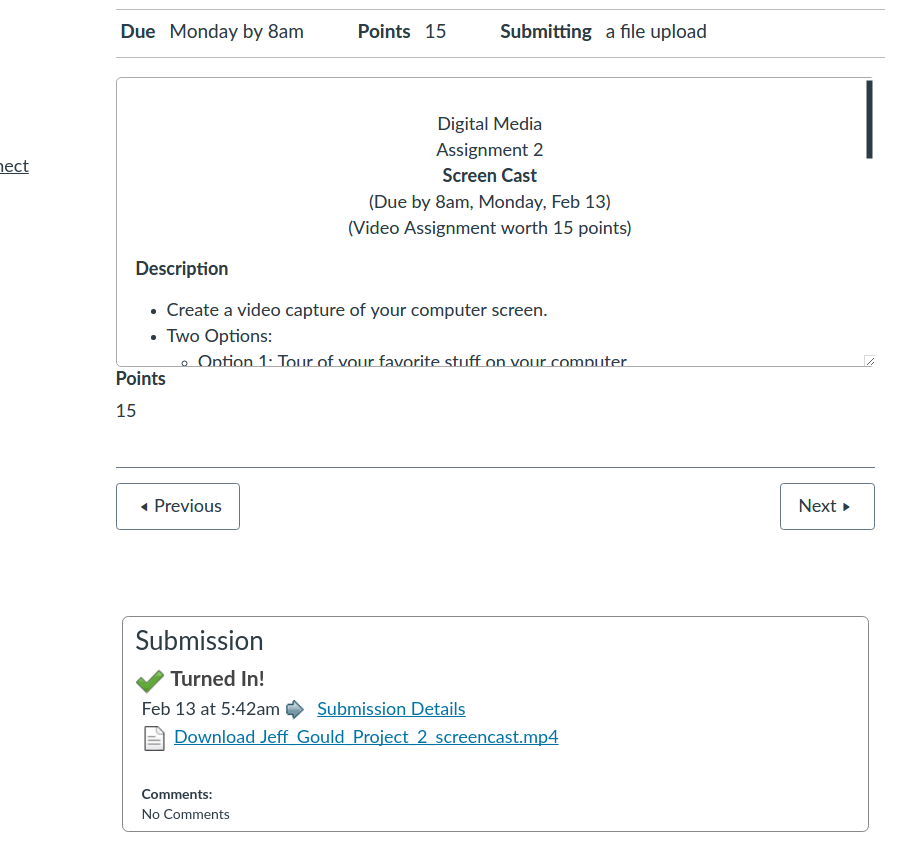 Due Monday by 8am Points 15 Submitting a file upload
Digital Media
Assignment 2
nect
Screen Cast
(Due by 8am, Monday, Feb 13)
(Video Assignment worth 15 points)
Description
Create a video capture of your computer screen.
Two Options:
Option 1: Tour of your favorite stuff on your computer
Points
15
Previous Next
Submission
Turned In!
Feb 13 at 5:42am Submission Details
Download Jeff_Gould_Project_2_screencast.mp4
Comments:
No Comments